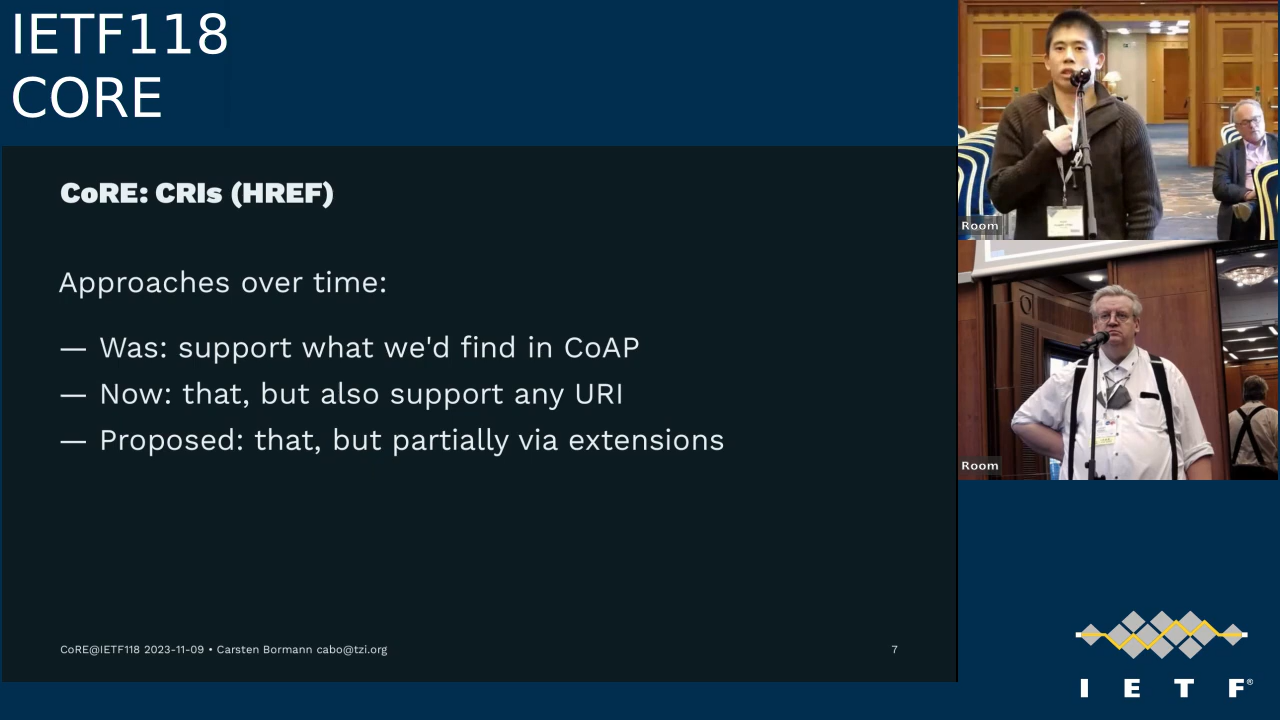 IETF118
CORE
CoRE: CRIs (HREF)
Approaches over time:
— Was: support what we'd find in CoAP
— Now: that, but also support any URI
— Proposed: that, but partially via extensions
CoRE@IETF118 2023-11-09 • Carsten Bormann cabo@tzi.org
7
Room
Room
I E T F®